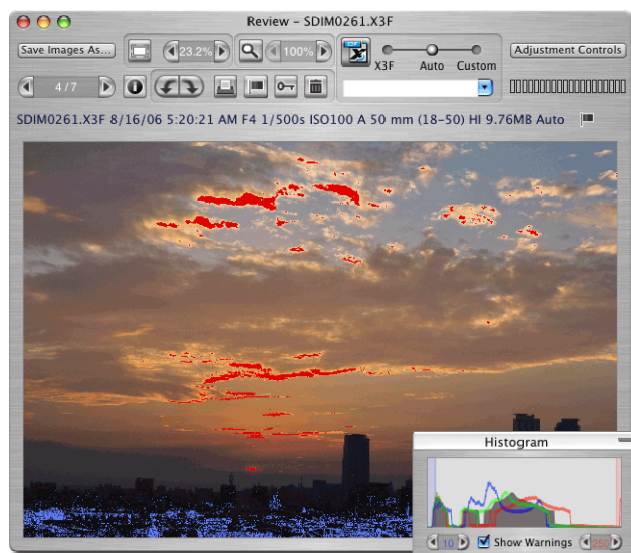 Review - SDIM0261.X3F
Save Images As...
23.2%
100%
X3F Auto Custom
Adjustment Controls
4/7
SDIM0261.X3F 8/16/06 5:20:21 AM F4 1/500s ISO100 A 50 mm (18-50) HI 9.76MB Auto
Histogram
10
Show Warnings
250